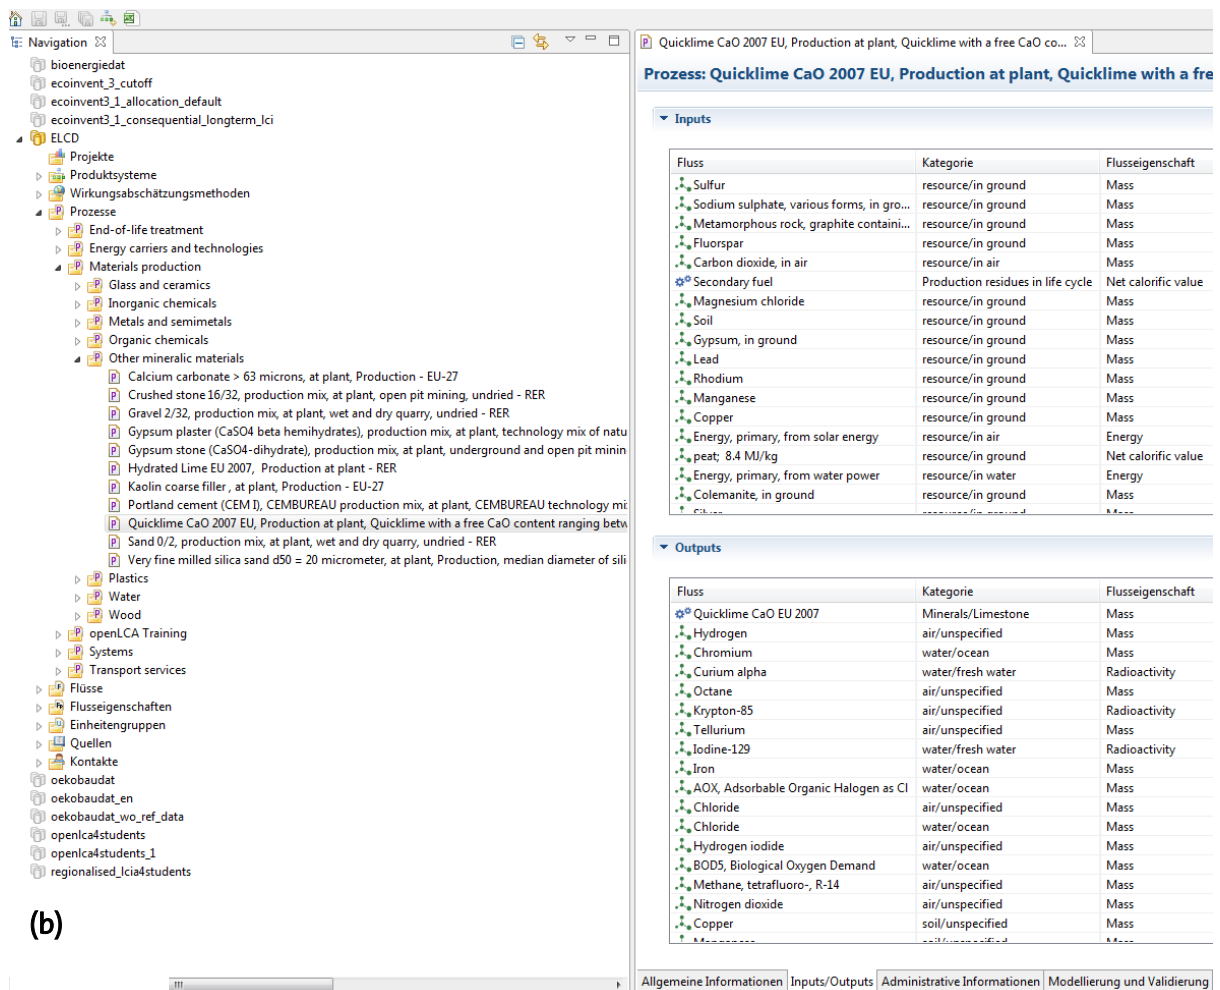 Navigation
bioenergiedat
ecoinvent_3_cutoff
ecoinvent3_1_allocation_default
ecoinvent3_1_consequential_longterm_lci
ELCD
Projekte
Produktsysteme
Wirkungsabschätzungsmethoden
Prozesse
End-of-life treatment
Energy carriers and technologies
Materials production
Glass and ceramics
Inorganic chemicals
Metals and semimetals
Organic chemicals
Other mineralic materials
Calcium carbonate > 63 microns, at plant, Production - EU-27
Crushed stone 16/32, production mix, at plant, open pit mining, undried - RER
Gravel 2/32, production mix, at plant, wet and dry quarry, undried - RER
Gypsum plaster (CaSO4 beta hemihydrates), production mix, at plant, technology mix of natu
Gypsum stone (CaSO4-dihydrate), production mix, at plant, underground and open pit minin
Hydrated Lime EU 2007, Production at plant - RER
Kaolin coarse filler , at plant, Production - EU-27
Portland cement (CEM I), CEMBUREAU production mix, at plant, CEMBUREAU technology mi
Quicklime CaO 2007 EU, Production at plant, Quicklime with a free CaO content ranging betw
Sand 0/2, production mix, at plant, wet and dry quarry, undried - RER
Very fine milled silica sand d50 = 20 micrometer, at plant, Production, median diameter of sili
Plastics
Water
Wood
openLCA Training
Systems
Transport services
Flüsse
Flusseigenschaften
Einheitengruppen
Quellen
Kontakte
oekobaudat
oekobaudat_en
oekobaudat_wo_ref_data
openlca4students
openlca4students_1
regionalised_lcia4students
(b)
Quicklime CaO 2007 EU, Production at plant, Quicklime with a free CaO co...
Prozess: Quicklime CaO 2007 EU, Production at plant, Quicklime with a fre
Inputs
Fluss Kategorie Flusseigenschaft
Sulfur resource/in ground Mass
Sodium sulphate, various forms, in gro... resource/in ground Mass
Metamorphous rock, graphite containi... resource/in ground Mass
Fluorspar resource/in ground Mass
Carbon dioxide, in air resource/in air Mass
Secondary fuel Production residues in life cycle Net calorific value
Magnesium chloride resource/in ground Mass
Soil resource/in ground Mass
Gypsum, in ground resource/in ground Mass
Lead resource/in ground Mass
Rhodium resource/in ground Mass
Manganese resource/in ground Mass
Copper resource/in ground Mass
Energy, primary, from solar energy resource/in air Energy
peat; 8.4 MJ/kg resource/in ground Net calorific value
Energy, primary, from water power resource/in water Energy
Colemanite, in ground resource/in ground Mass
Silver resource/in ground Mass
Outputs
Fluss Kategorie Flusseigenschaft
Quicklime CaO EU 2007 Minerals/Limestone Mass
Hydrogen air/unspecified Mass
Chromium water/ocean Mass
Curium alpha water/fresh water Radioactivity
Octane air/unspecified Mass
Krypton-85 air/unspecified Radioactivity
Tellurium air/unspecified Mass
Iodine-129 water/fresh water Radioactivity
Iron water/ocean Mass
AOX, Adsorbable Organic Halogen as Cl water/ocean Mass
Chloride air/unspecified Mass
Chloride water/ocean Mass
Hydrogen iodide air/unspecified Mass
BOD5, Biological Oxygen Demand water/ocean Mass
Methane, tetrafluoro-, R-14 air/unspecified Mass
Nitrogen dioxide air/unspecified Mass
Copper soil/unspecified Mass
Manganese soil/unspecified Mass
Allgemeine Informationen Inputs/Outputs Administrative Informationen Modellierung und Validierung